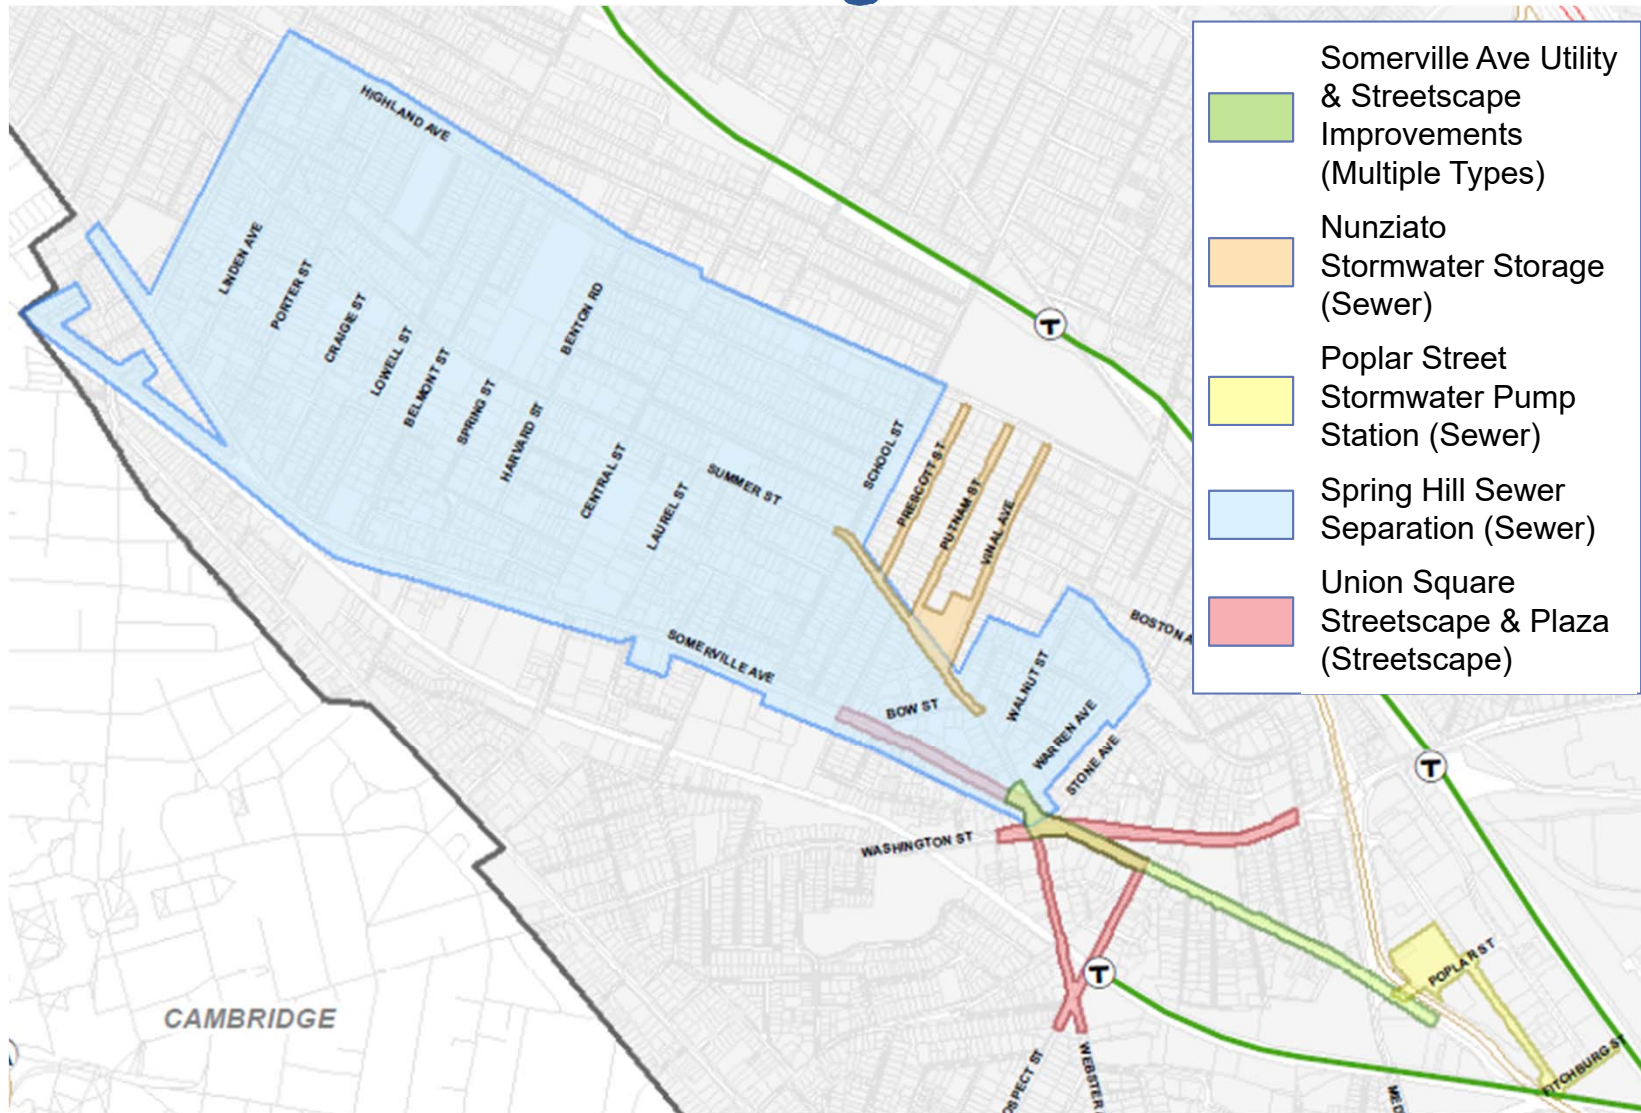 HIGHLAND AVE
LINDEN AVE
PORTER ST
CRAIGIE ST
LOWELL ST
BELMONT ST
SPRING ST
HARVARD ST
BENTON RD
CENTRAL ST
LAUREL ST
SUMMER ST
SCHOOL ST
PRESCOTT ST
PUTNAM ST
VINAL AVE
BOSTON A
SOMERVILLE AVE
BOW ST
WALNUT ST
WARREN AVE
STONE AVE
WASHINGTON ST
POPLAR ST
FITCHBURG ST
CAMBRIDGE
OSPECT ST
WEBSTER
MED
T
T
T
Somerville Ave Utility
& Streetscape
Improvements
(Multiple Types)
Nunziato
Stormwater Storage
(Sewer)
Poplar Street
Stormwater Pump
Station (Sewer)
Spring Hill Sewer
Separation (Sewer)
Union Square
Streetscape & Plaza
(Streetscape)